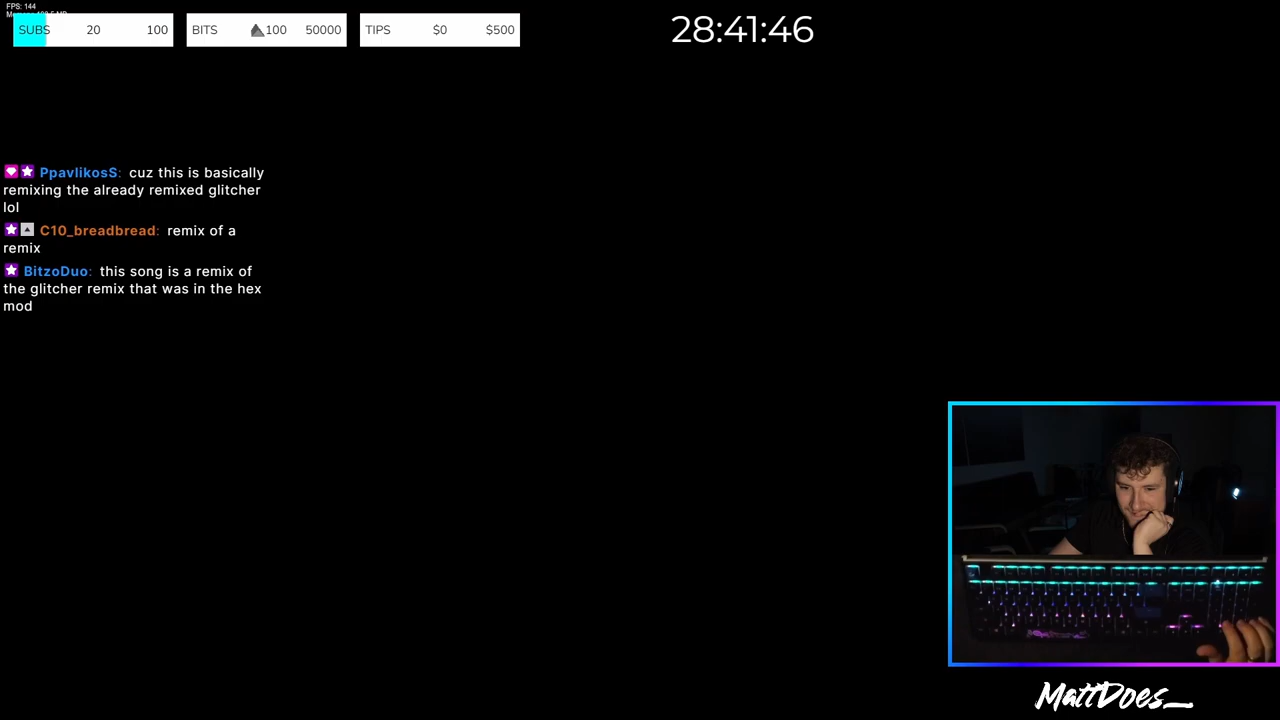 FPS: 144
SUBS 20 100
BITS 100 50000
TIPS $0 $500
28:41:46
PpavlikosS: cuz this is basically
remixing the already remixed glitcher
lol
C10_breadbread: remix of a
remix
BitzoDuo: this song is a remix of
the glitcher remix that was in the hex
mod
MattDoes_